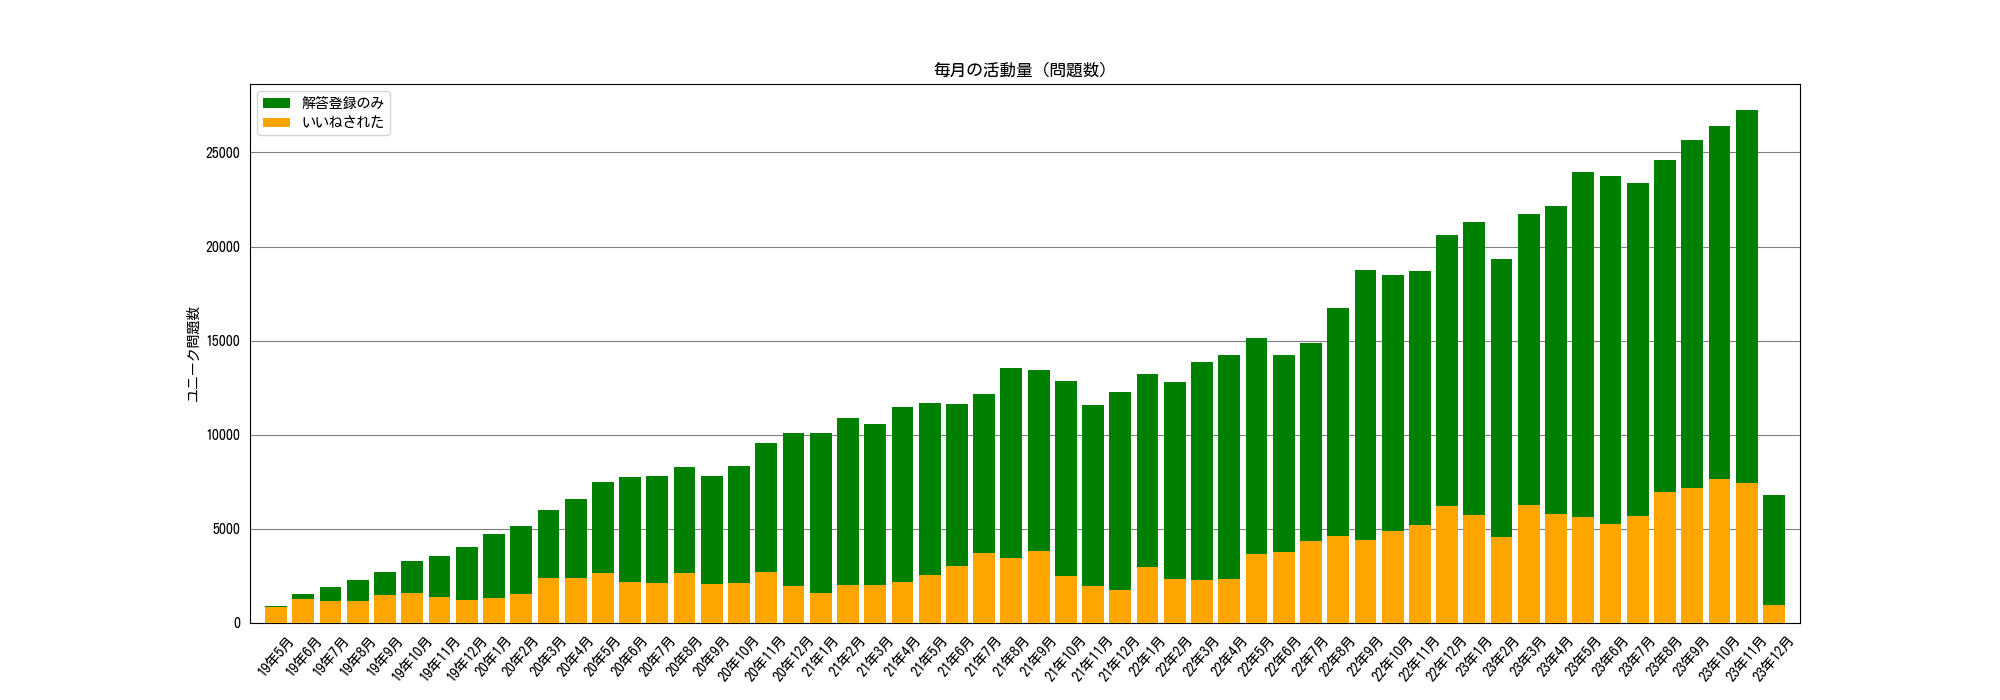 毎月の活動量（問題数）
解答登録のみ
いいねされた
ユニーク問題数
25000
20000
15000
10000
5000
0
19年5月
19年6月
19年7月
19年8月
19年9月
19年10月
19年11月
19年12月
20年1月
20年2月
20年3月
20年4月
20年5月
20年6月
20年7月
20年8月
20年9月
20年10月
20年11月
20年12月
21年1月
21年2月
21年3月
21年4月
21年5月
21年6月
21年7月
21年8月
21年9月
21年10月
21年11月
21年12月
22年1月
22年2月
22年3月
22年4月
22年5月
22年6月
22年7月
22年8月
22年9月
22年10月
22年11月
22年12月
23年1月
23年2月
23年3月
23年4月
23年5月
23年6月
23年7月
23年8月
23年9月
23年10月
23年11月
23年12月